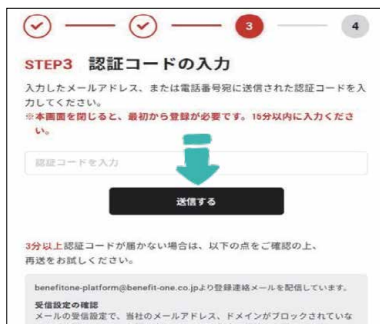 3
4
STEP3 認証コードの入力
入力したメールアドレス、または電話番号宛に送信された認証コードを入
力してください。
※本画面を閉じると、最初から登録が必要です。15分以内に入力くださ
い。
認証コードを入力
送信する
3分以上認証コードが届かない場合は、以下の点をご確認の上、
再送をお試しください。
benefitone-platform@benefit-one.co.jpより登録連絡メールを配信しています。
受信設定の確認
メールの受信設定で、当社のメールアドレス、ドメインがブロックされていな